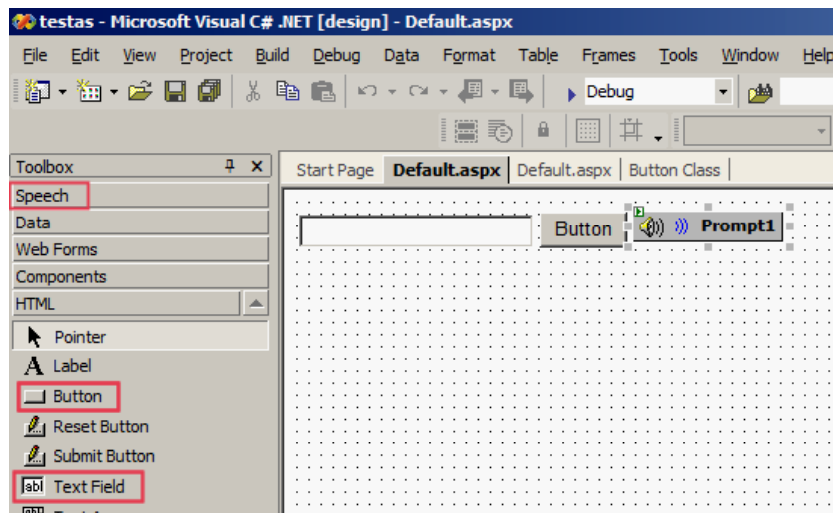 testas - Microsoft Visual C# .NET [design] - Default.aspx
File Edit View Project Build Debug Data Format Table Frames Tools Window Help
Debug
Toolbox
Start Page Default.aspx Default.aspx Button Class
Speech
Data
Button Prompt1
Web Forms
Components
HTML
Pointer
A Label
Button
Reset Button
Submit Button
abl Text Field